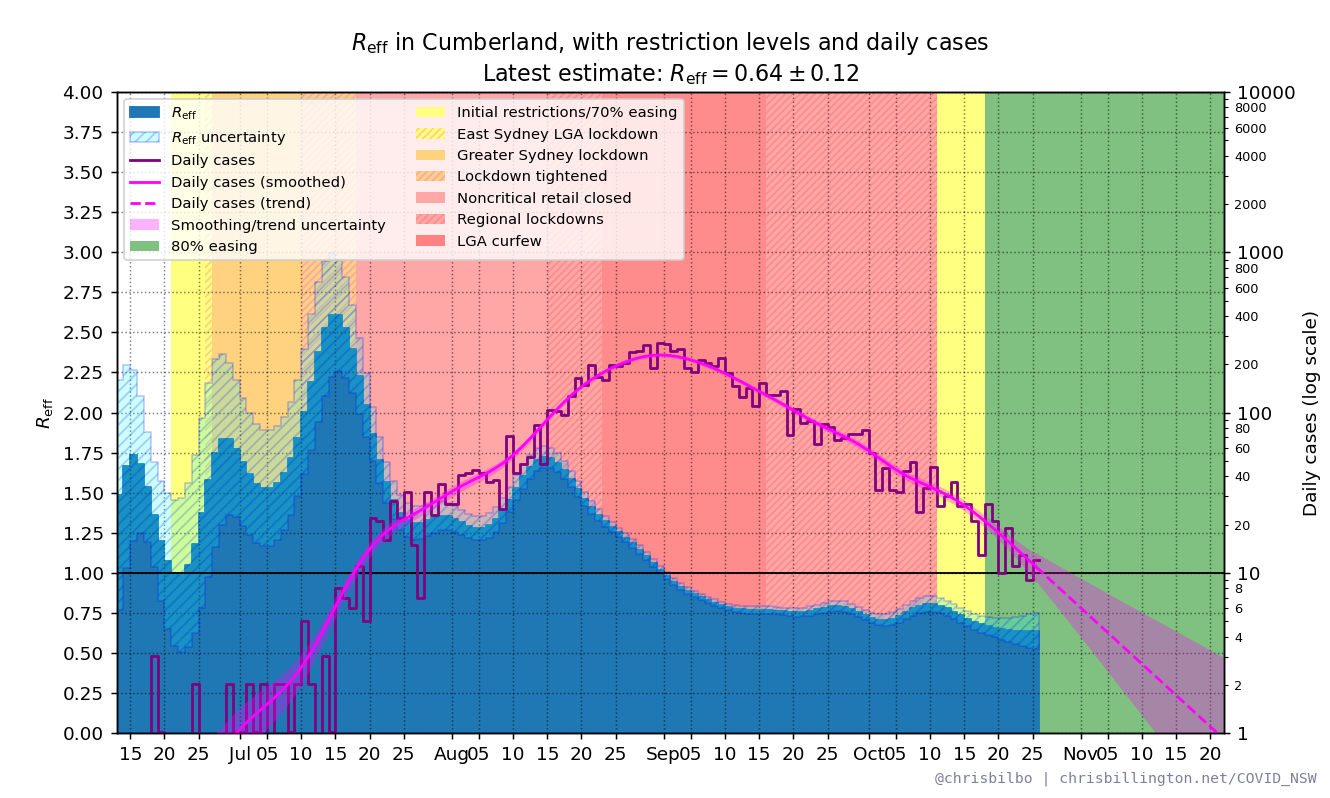 R_eff in Cumberland, with restriction levels and daily cases
Latest estimate: R_eff = 0.64 ± 0.12
R_eff
R_eff uncertainty
Daily cases
Daily cases (smoothed)
Daily cases (trend)
Smoothing/trend uncertainty
80% easing
Initial restrictions/70% easing
East Sydney LGA lockdown
Greater Sydney lockdown
Lockdown tightened
Noncritical retail closed
Regional lockdowns
LGA curfew
R_eff
4.00
3.75
3.50
3.25
3.00
2.75
2.50
2.25
2.00
1.75
1.50
1.25
1.00
0.75
0.50
0.25
0.00
10000
8000
6000
4000
2000
1000
800
600
400
200
100
80
60
40
20
10
8
6
4
2
1
Daily cases (log scale)
15 20 25 Jul 05 10 15 20 25 Aug 05 10 15 20 25 Sep 05 10 15 20 25 Oct 05 10 15 20 25 Nov 05 10 15 20
@chrisbilbo | chrisbillington.net/COVID_NSW